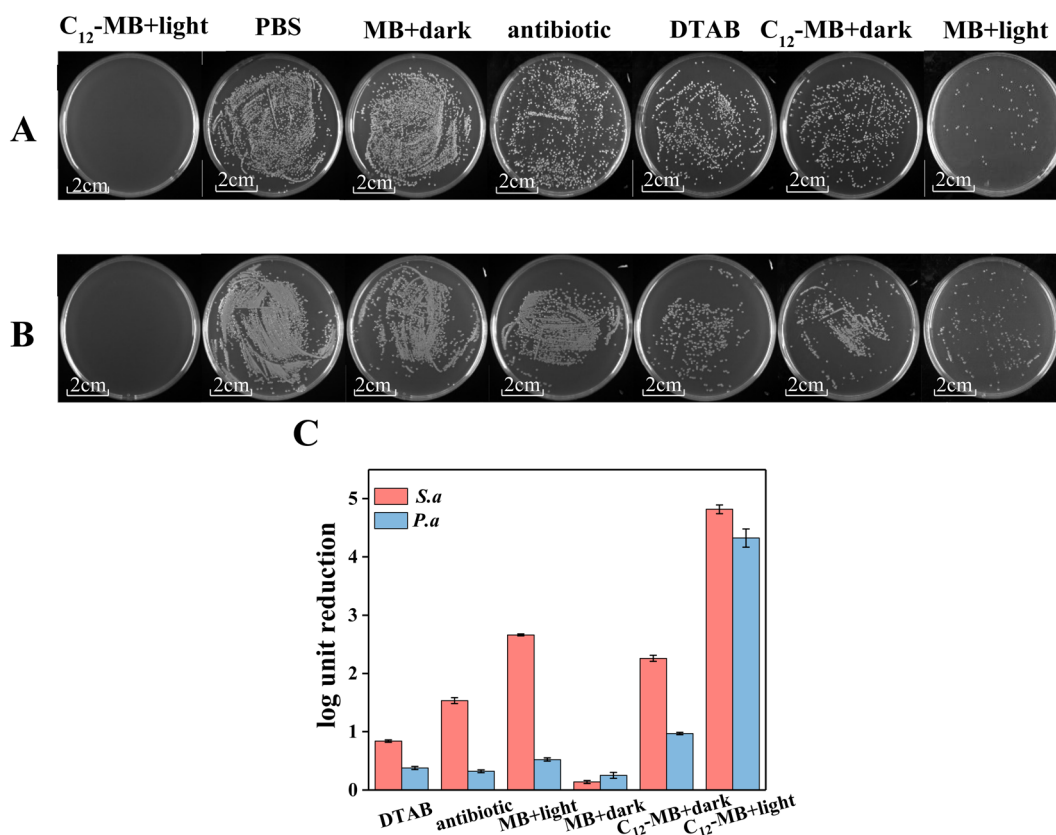 C12-MB+light PBS MB+dark antibiotic DTAB C12-MB+dark MB+light
A
2cm 2cm 2cm 2cm 2cm 2cm 2cm
B
2cm 2cm 2cm 2cm 2cm 2cm 2cm
C
log unit reduction
5
4
3
2
1
0
S.a
P.a
DTAB antibiotic MB+light MB+dark C12-MB+dark C12-MB+light